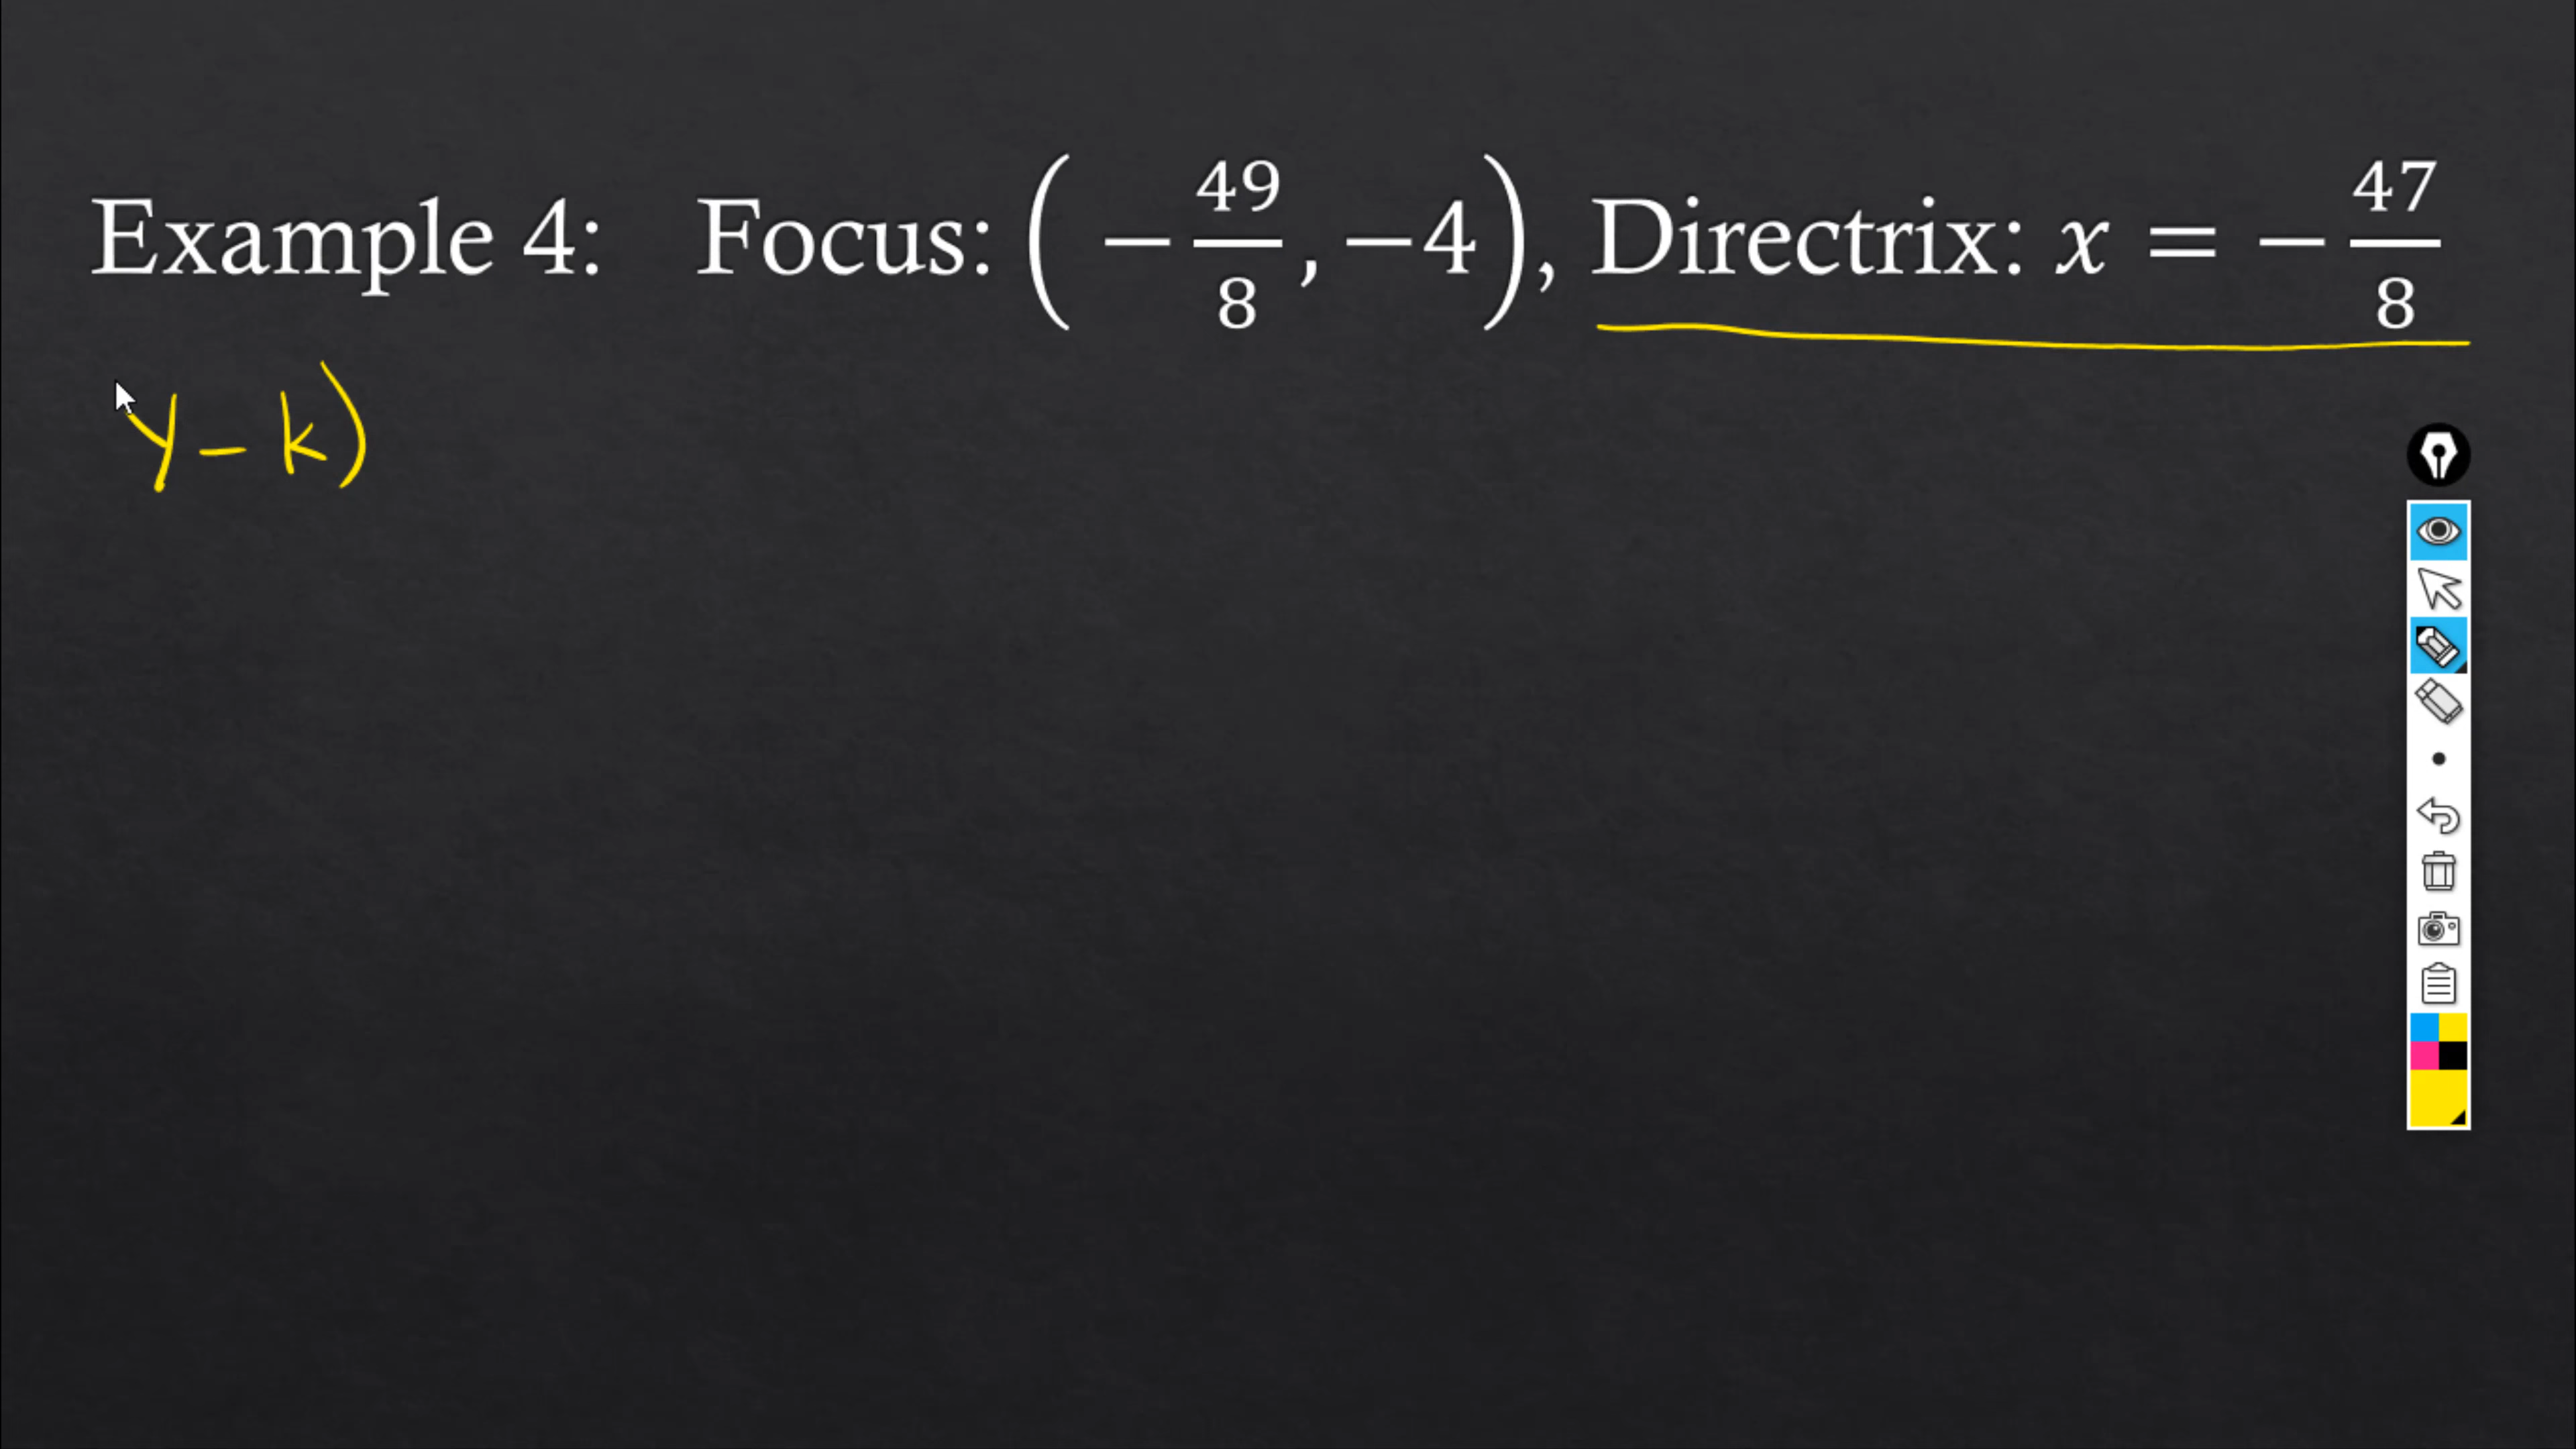 Example 4: Focus: (−49/8, −4), Directrix: x = −47/8
y − k)